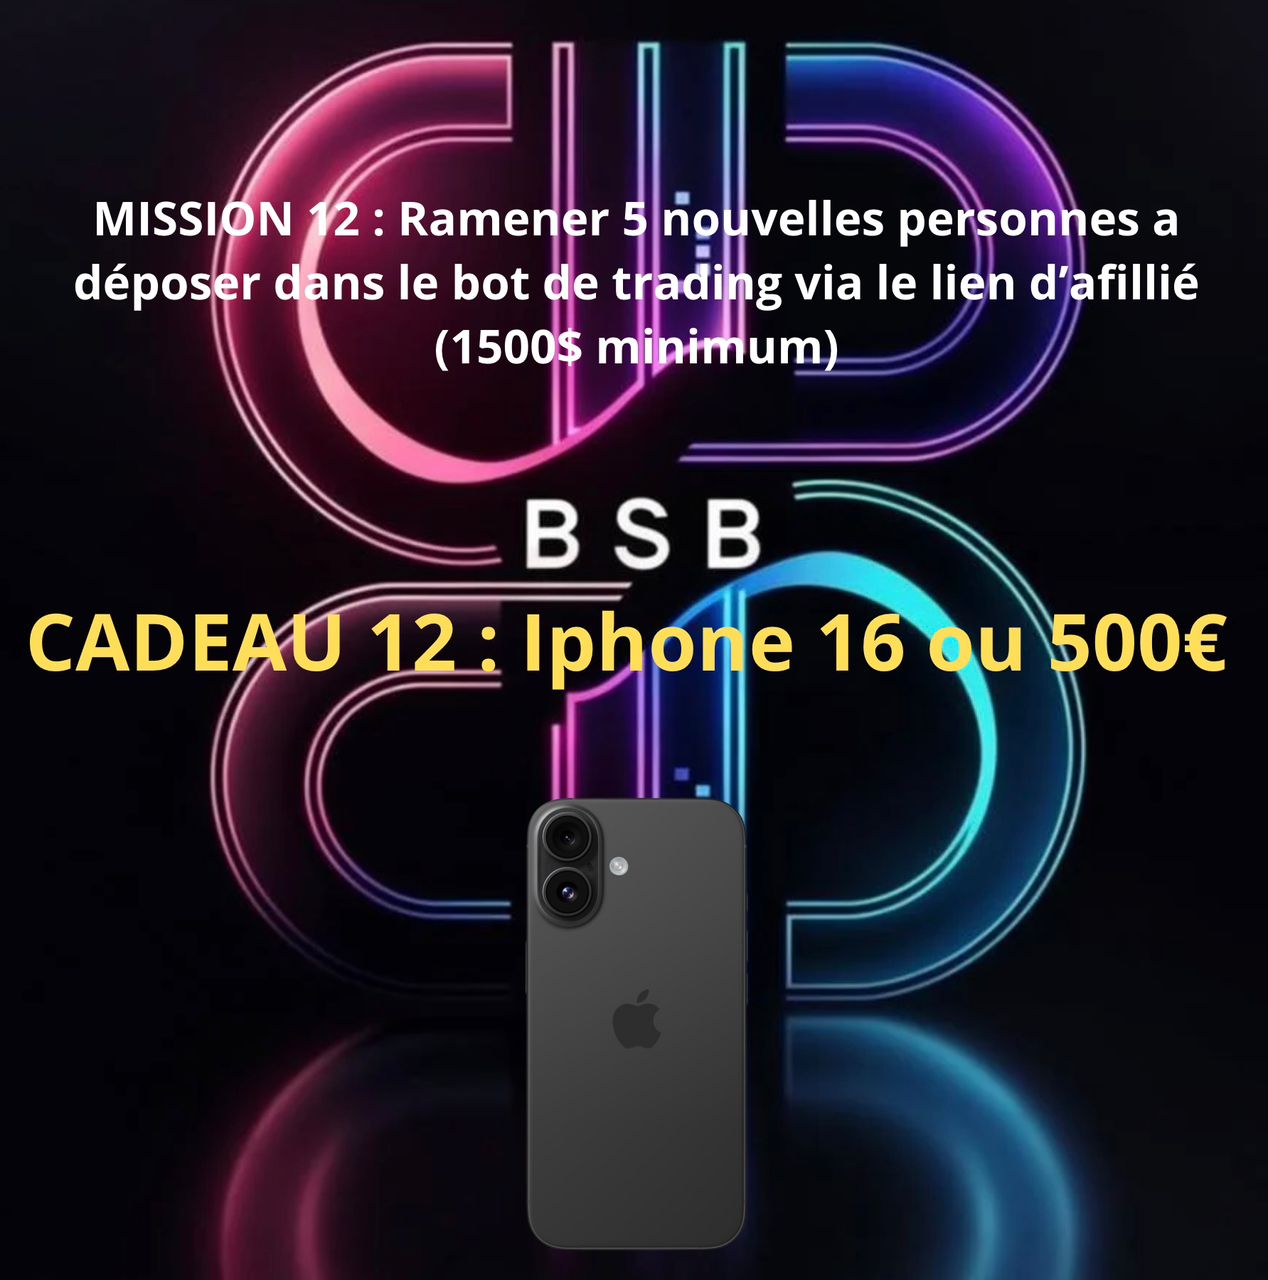 MISSION 12 : Ramener 5 nouvelles personnes a
déposer dans le bot de trading via le lien d’afillié
(1500$ minimum)
BSB
CADEAU 12 : Iphone 16 ou 500€